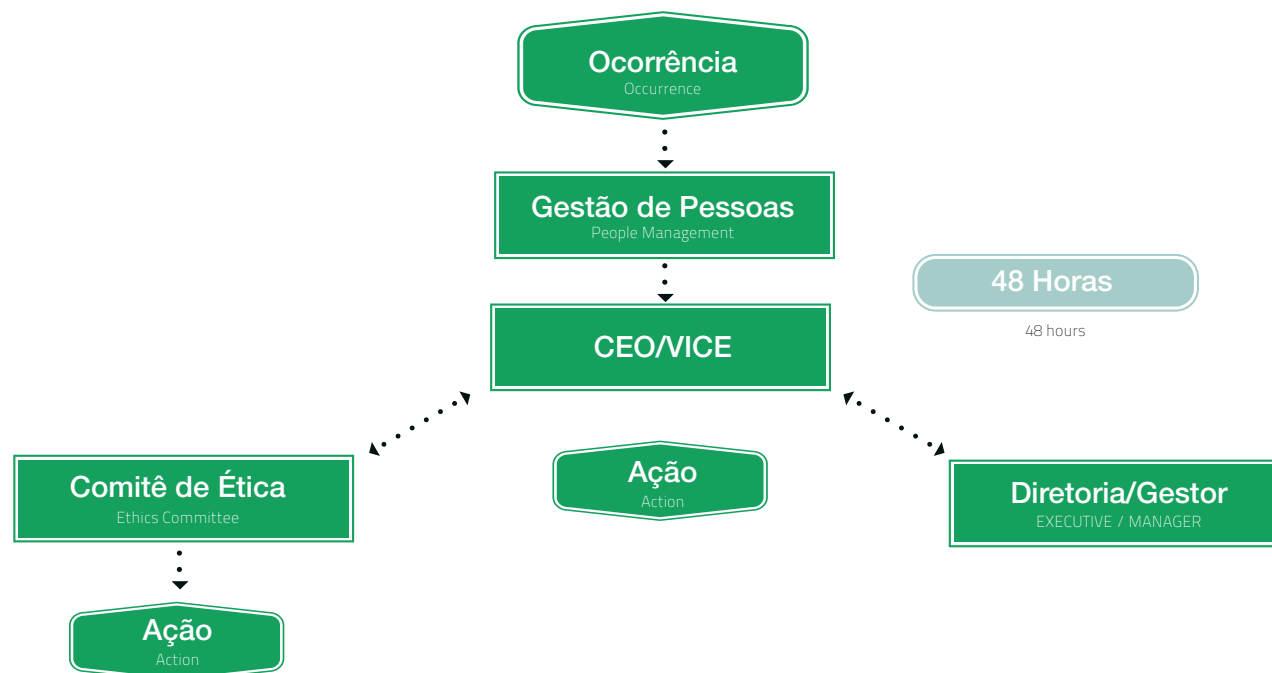 Ocorrência
Occurrence
Gestão de Pessoas
People Management
48 Horas
48 hours
CEO/VICE
Comitê de Ética
Ethics Committee
Ação
Action
Diretoria/Gestor
EXECUTIVE / MANAGER
Ação
Action